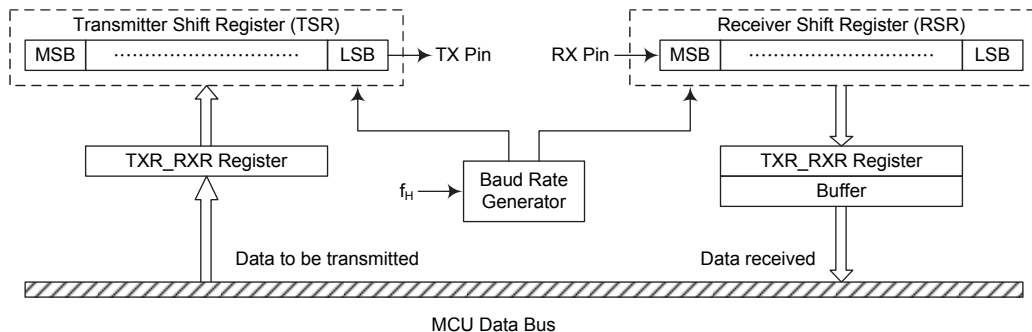 Transmitter Shift Register (TSR)
MSB
LSB
TX Pin
RX Pin
Receiver Shift Register (RSR)
MSB
LSB
TXR_RXR Register
fH
Baud Rate
Generator
TXR_RXR Register
Buffer
Data to be transmitted
Data received
MCU Data Bus